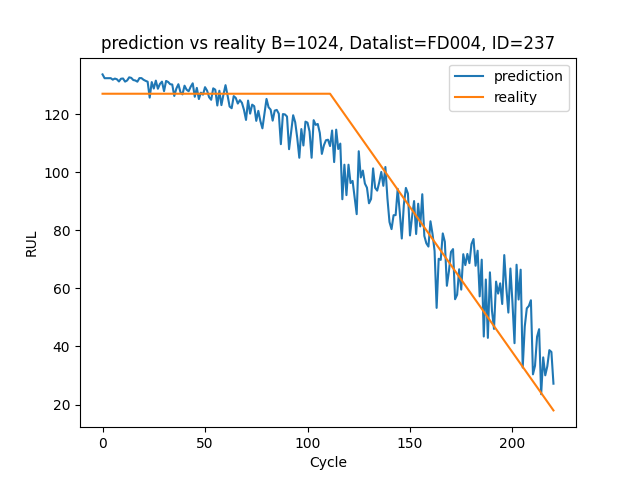 prediction vs reality B=1024, Datalist=FD004, ID=237
prediction
reality
120
100
80
60
40
20
RUL
0
50
100
150
200
Cycle